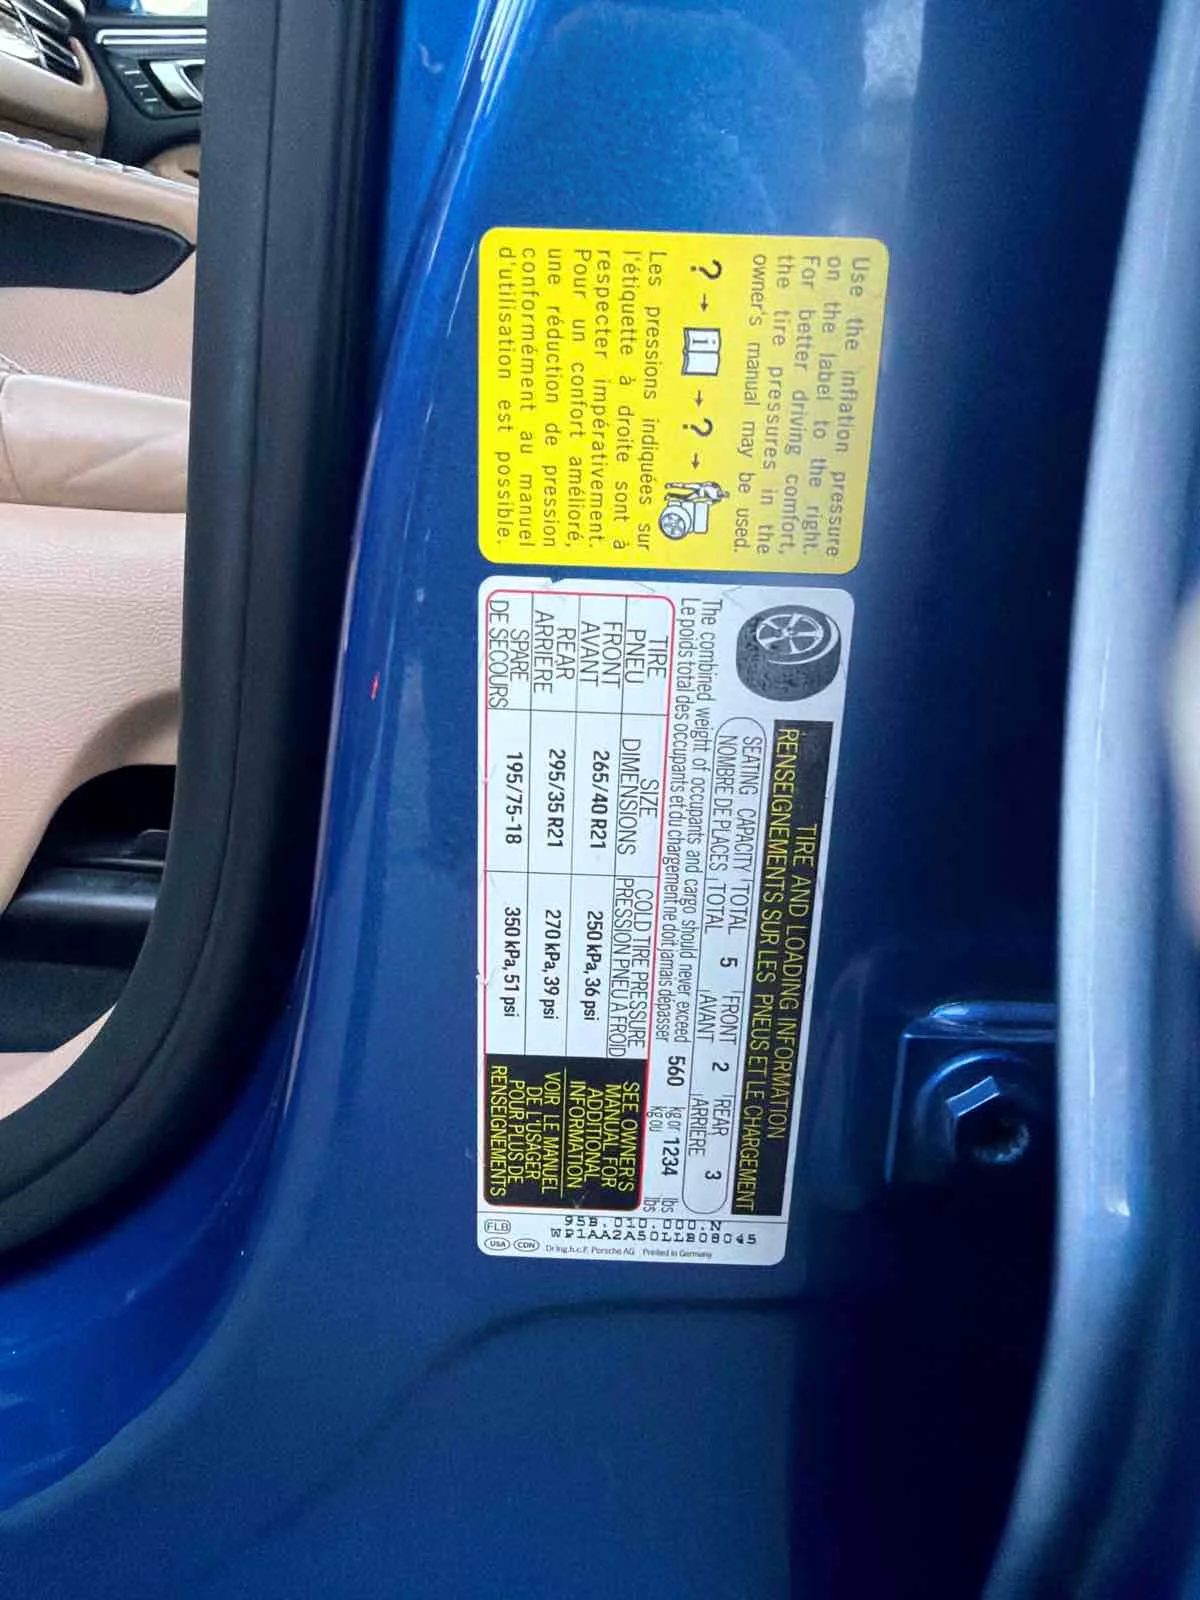 Use the inflation pressure
on the label to the right.
For better driving comfort,
the tire pressures in the
owner's manual may be used.
? → i → ? →
Les pressions indiquées sur
l'étiquette à droite sont à
respecter impérativement.
Pour un confort amélioré,
une réduction de pression
conformément au manuel
d'utilisation est possible.
TIRE AND LOADING INFORMATION
RENSEIGNEMENTS SUR LES PNEUS ET LE CHARGEMENT
SEATING CAPACITY TOTAL 5 FRONT 2 REAR 3
NOMBRE DE PLACES TOTAL AVANT ARRIÈRE
The combined weight of occupants and cargo should never exceed 560 kg or 1234 lbs
Le poids total des occupants et du chargement ne doit jamais dépasser kg ou lbs
TIRE SIZE COLD TIRE PRESSURE
PNEU DIMENSIONS PRESSION PNEU À FROID
FRONT 265/40 R21 250 kPa, 36 psi
AVANT
REAR 295/35 R21 270 kPa, 39 psi
ARRIÈRE
SPARE 195/75-18 350 kPa, 51 psi
DE SECOURS
SEE OWNER'S
MANUAL FOR
ADDITIONAL
INFORMATION
VOIR LE MANUEL
DE L'USAGER
POUR PLUS DE
RENSEIGNEMENTS
95B.010.000.N
WP1AA2A50LLB08045
FLB
USA CDN Dr.Ing.h.c.F. Porsche AG Printed in Germany